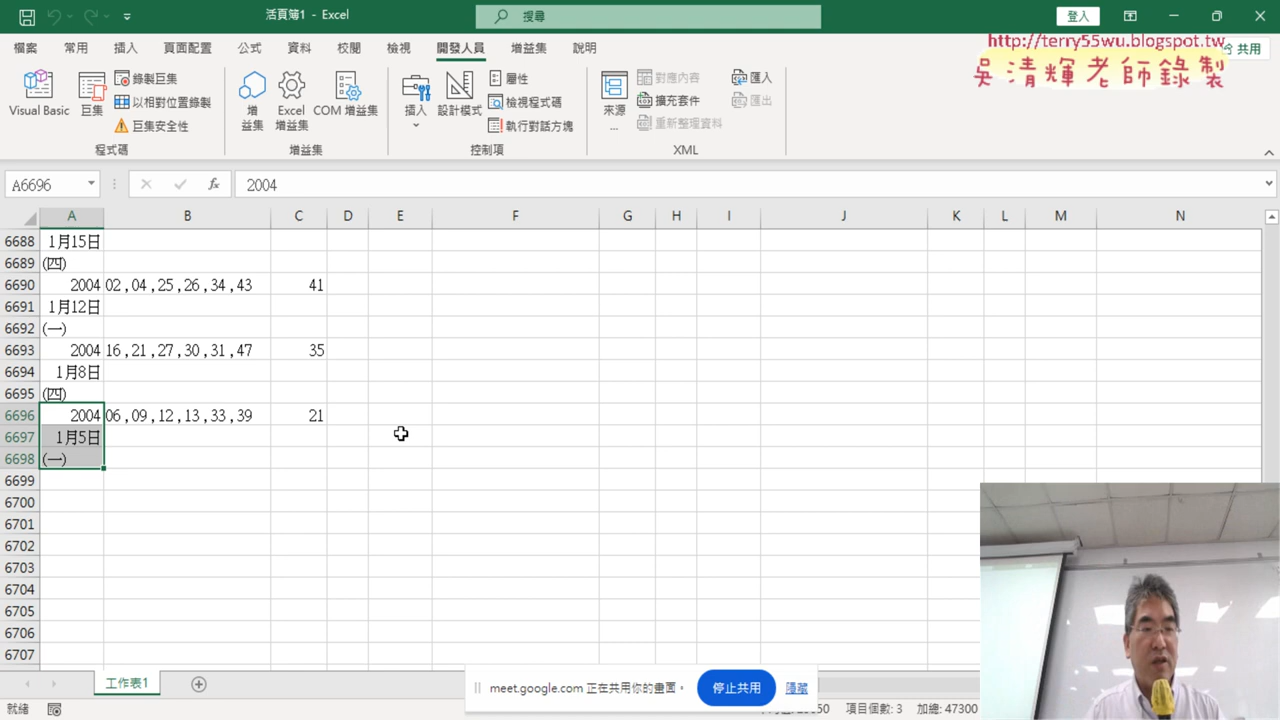 活頁簿1 - Excel
搜尋
登入
檔案 常用 插入 頁面配置 公式 資料 校閱 檢視 開發人員 增益集 說明
共用
http://terry55wu.blogspot.tw
吳清輝老師錄製
Visual Basic
巨集
錄製巨集
以相對位置錄製
巨集安全性
程式碼
增益集
Excel 增益集
COM 增益集
增益集
插入
設計模式
屬性
檢視程式碼
執行對話方塊
控制項
來源
...
對應內容
擴充套件
重新整理資料
匯入
匯出
XML
A6696
fx
2004
A B C D E F G H I J K L M N
6688 1月15日
6689 (四)
6690 2004 02 ,04 ,25 ,26 ,34 ,43 41
6691 1月12日
6692 (一)
6693 2004 16 ,21 ,27 ,30 ,31 ,47 35
6694 1月8日
6695 (四)
6696 2004 06 ,09 ,12 ,13 ,33 ,39 21
6697 1月5日
6698 (一)
6699
6700
6701
6702
6703
6704
6705
6706
6707
工作表1
meet.google.com 正在共用你的畫面。
停止共用
隱藏
就緒
項目個數: 3
加總: 47300